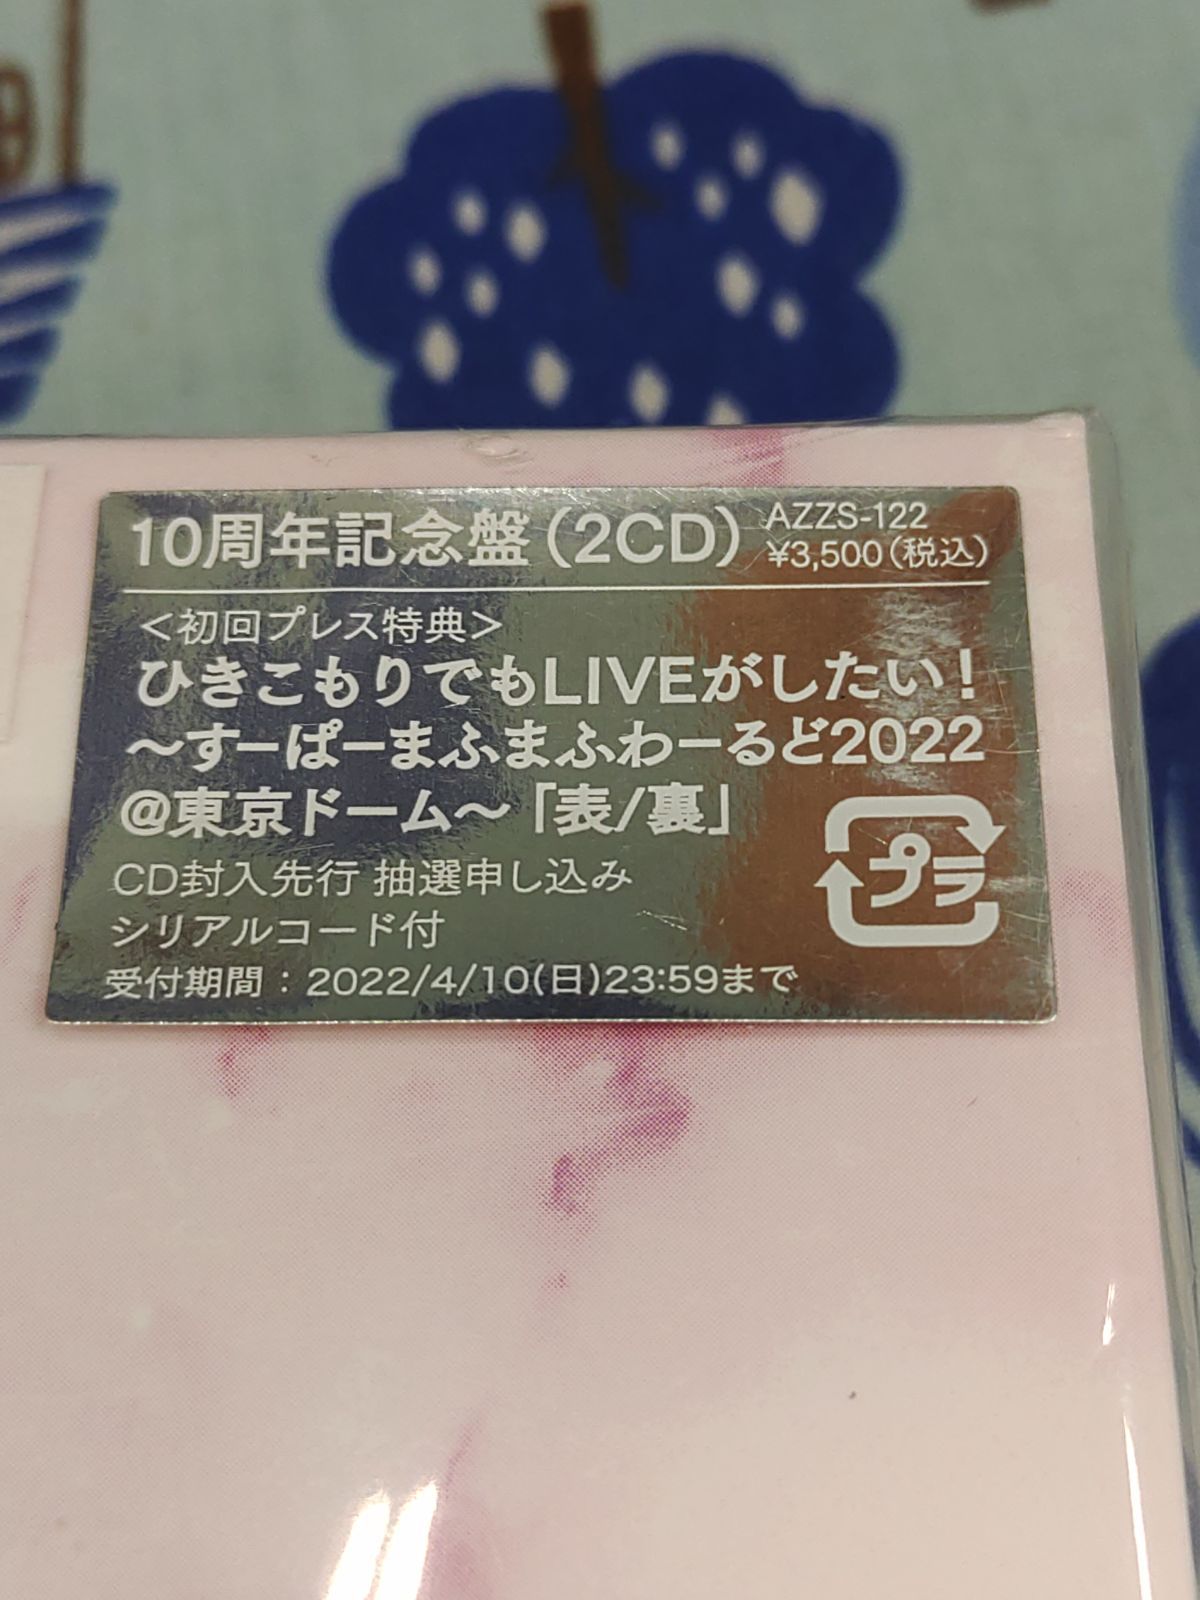 10周年記念盤(2CD) AZZS-122
¥3,500(税込)
<初回プレス特典>
ひきこもりでもLIVEがしたい!
〜すーぱーまふまふわーるど2022
@東京ドーム〜「表/裏」
CD封入先行 抽選申し込み
シリアルコード付
受付期間:2022/4/10(日)23:59まで
プラ